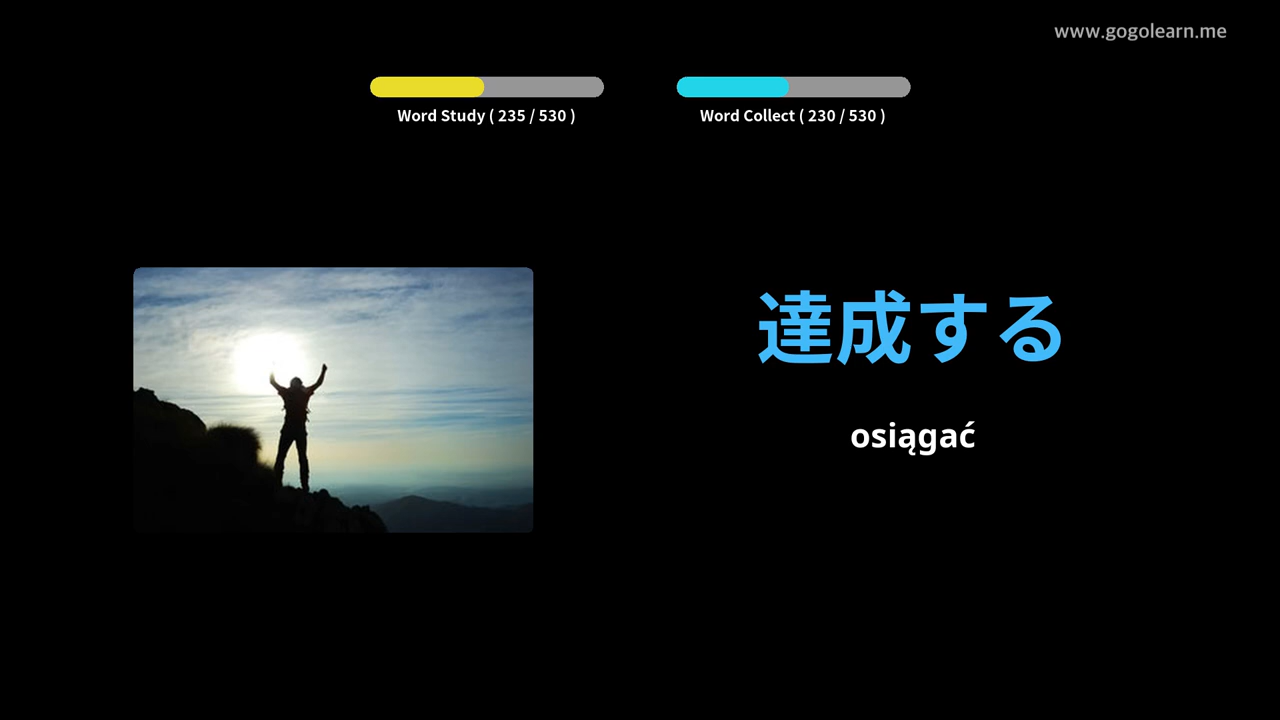 www.gogolearn.me
Word Study ( 235 / 530 )
Word Collect ( 230 / 530 )
達成する
osiągać